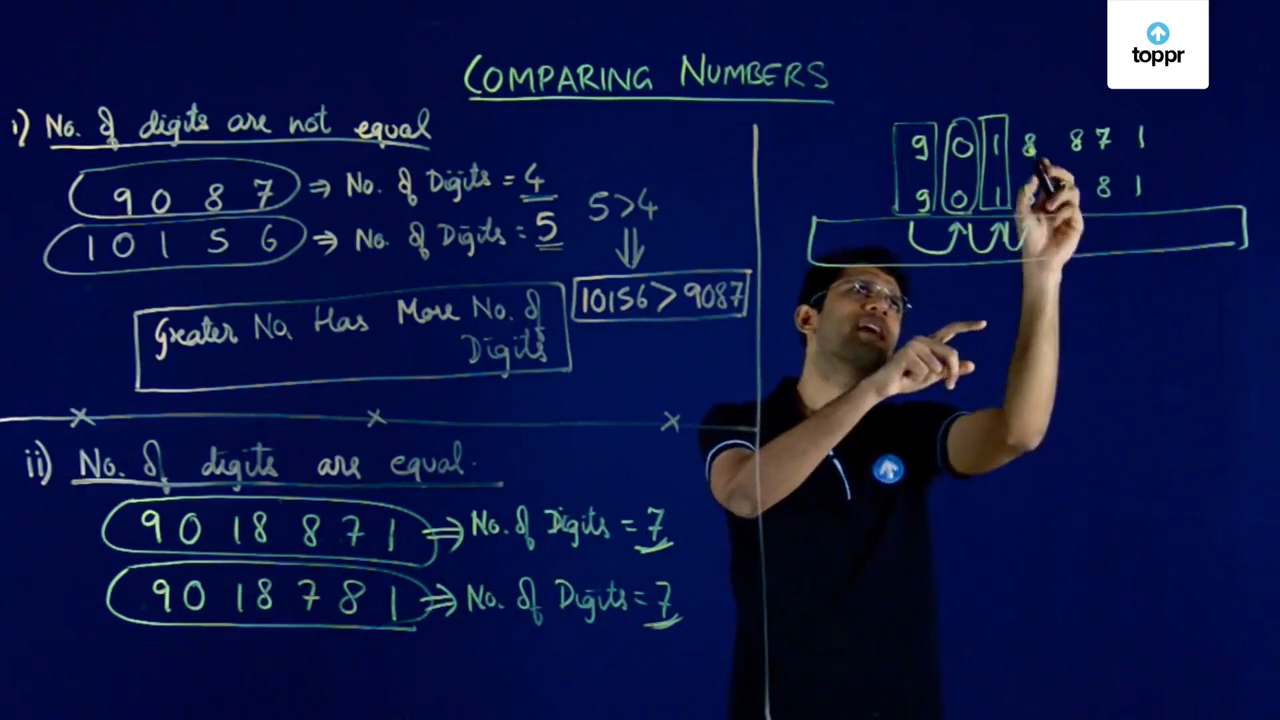 toppr
COMPARING NUMBERS
i) No. of digits are not equal
9 0 8 7 ⇒ No. of Digits = 4
1 0 1 5 6 ⇒ No. of Digits = 5
5>4
⇓
10156 > 9087
Greater No. Has More No. of
Digits
ii) No. of digits are equal.
9 0 1 8 8 7 1 ⇒ No. of Digits = 7
9 0 1 8 7 8 1 ⇒ No. of Digits = 7
9 0 1 8 8 7 1
9 0 1 8 1